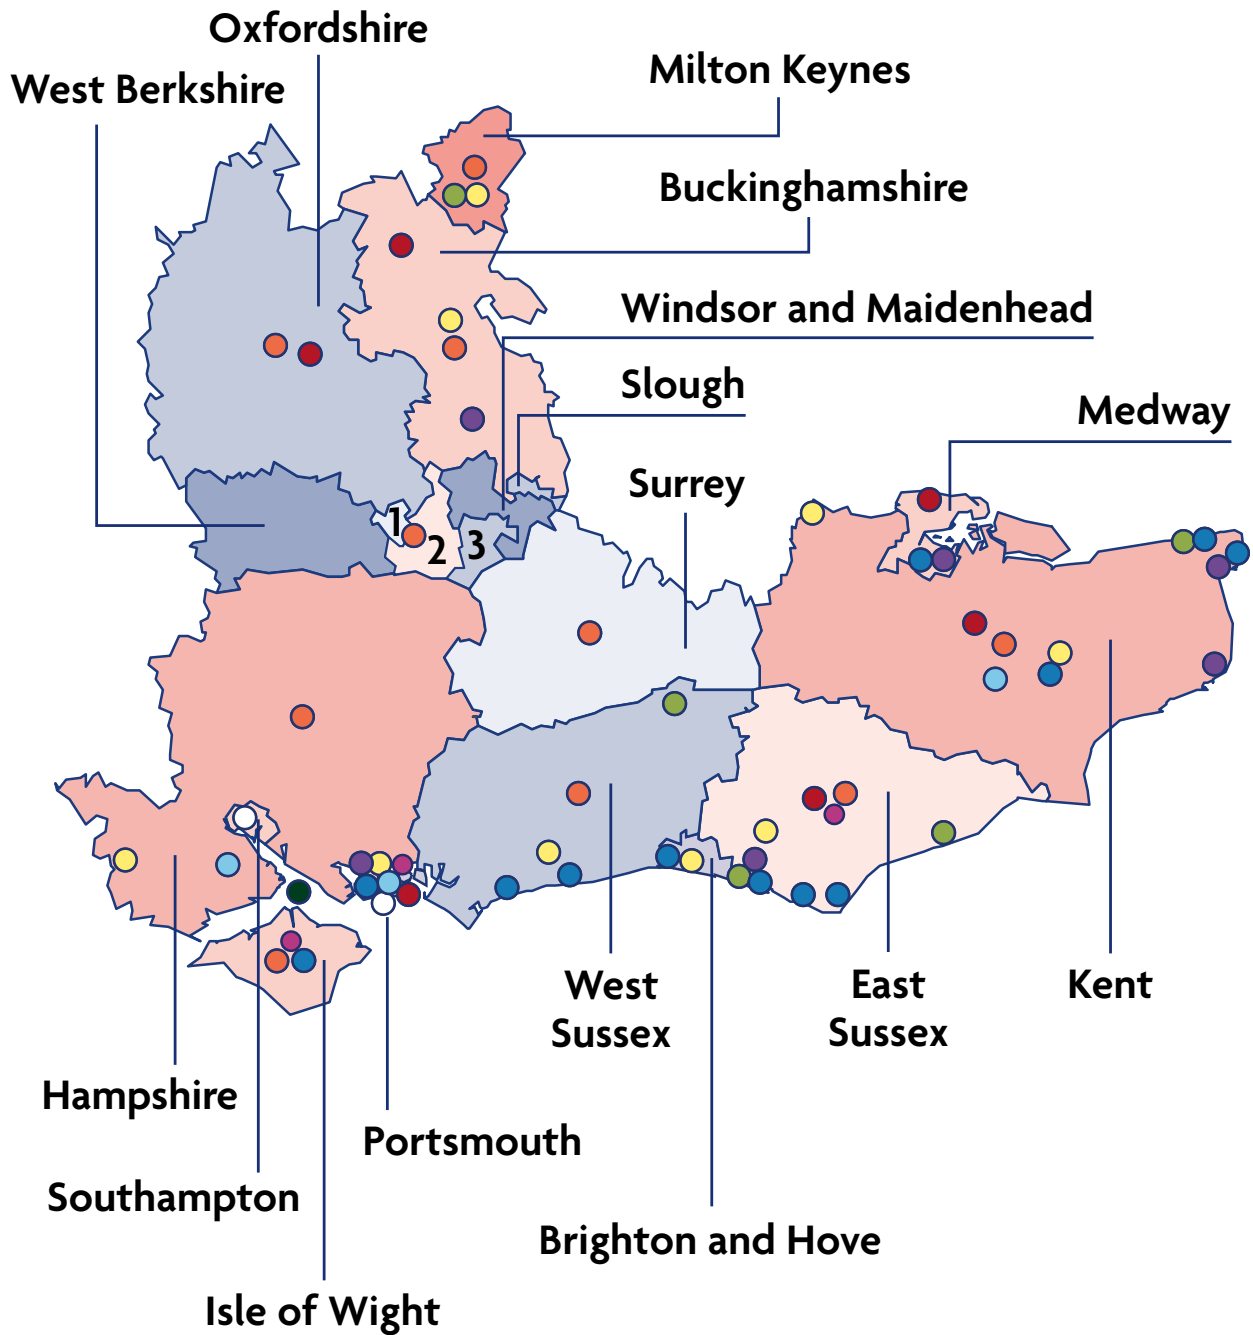 Oxfordshire
West Berkshire
Milton Keynes
Buckinghamshire
Windsor and Maidenhead
Slough
Medway
Surrey
1
2
3
West
Sussex
East
Sussex
Kent
Hampshire
Portsmouth
Southampton
Brighton and Hove
Isle of Wight